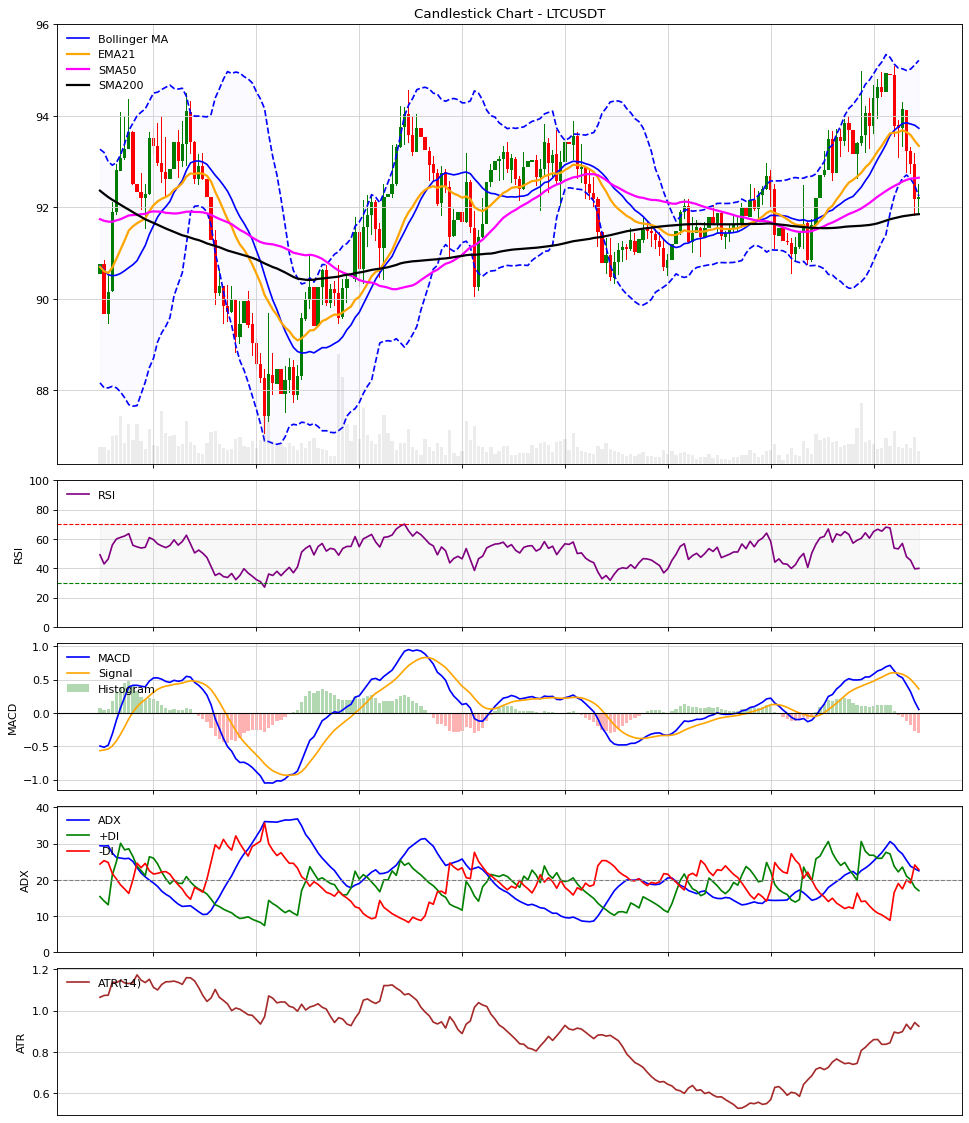 Candlestick Chart - LTCUSDT
96
94
92
90
88
Bollinger MA
EMA21
SMA50
SMA200
100
80
60
40
20
0
RSI
RSI
1.0
0.5
0.0
−0.5
−1.0
MACD
MACD
Signal
Histogram
40
30
20
10
0
ADX
ADX
+DI
-DI
1.2
1.0
0.8
0.6
ATR
ATR(14)